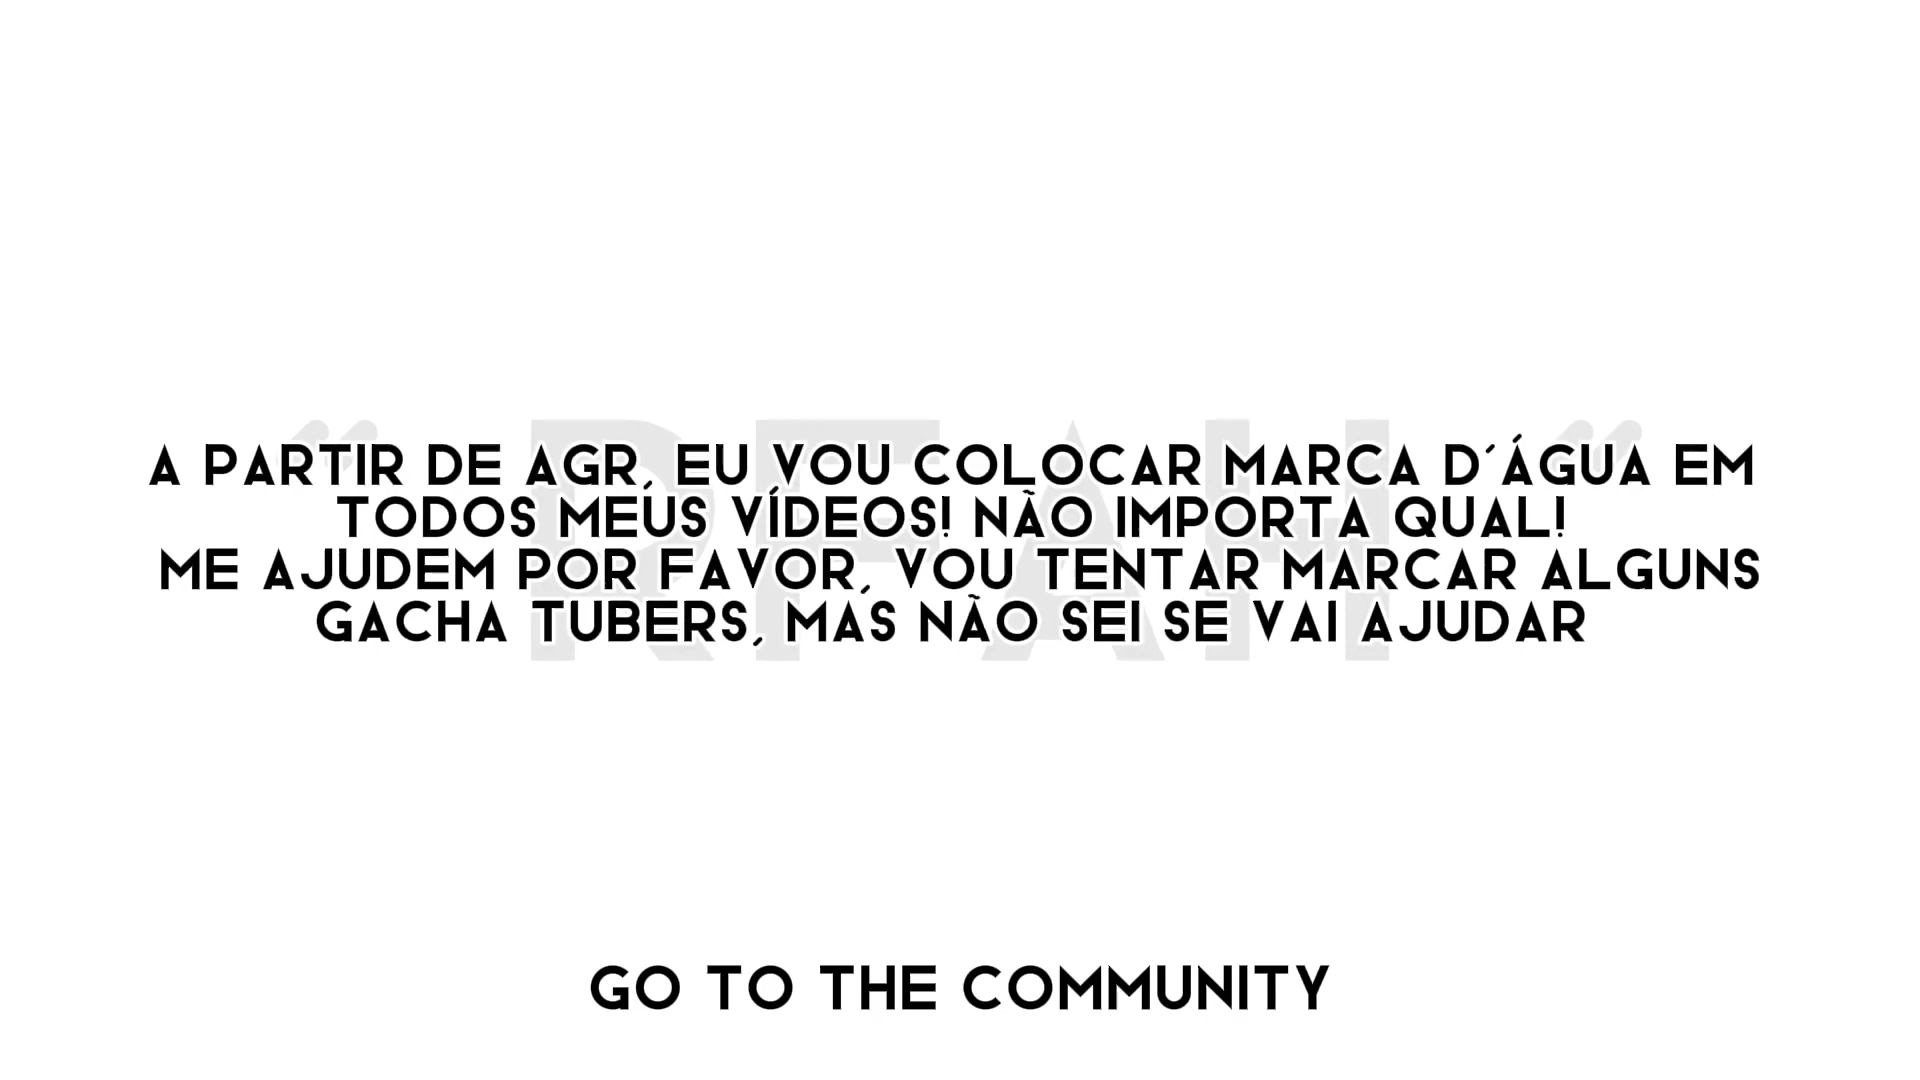 A PARTIR DE AGR, EU VOU COLOCAR MARCA D'ÁGUA EM
TODOS MEUS VÍDEOS! NÃO IMPORTA QUAL!
ME AJUDEM POR FAVOR, VOU TENTAR MARCAR ALGUNS
GACHA TUBERS, MAS NÃO SEI SE VAI AJUDAR
GO TO THE COMMUNITY